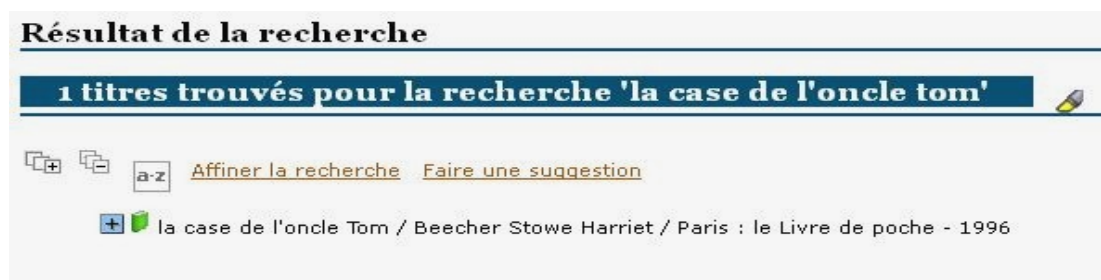 Résultat de la recherche
1 titres trouvés pour la recherche 'la case de l'oncle tom'
a-z Affiner la recherche Faire une suggestion
la case de l'oncle Tom / Beecher Stowe Harriet / Paris : le Livre de poche - 1996